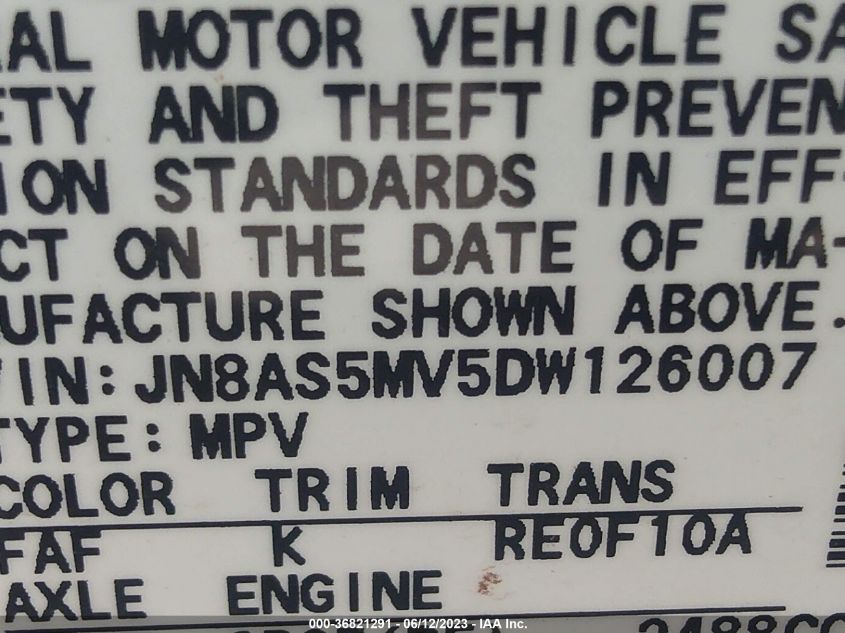 AL MOTOR VEHICLE SA
ETY AND THEFT PREVEN
ION STANDARDS IN EFF-
CT ON THE DATE OF MA-
UFACTURE SHOWN ABOVE.
VIN: JN8AS5MV5DW126007
TYPE: MPV
COLOR TRIM TRANS
FAF K RE0F10A
AXLE ENGINE
2488CC
000-36821291 - 06/12/2023 - IAA Inc.